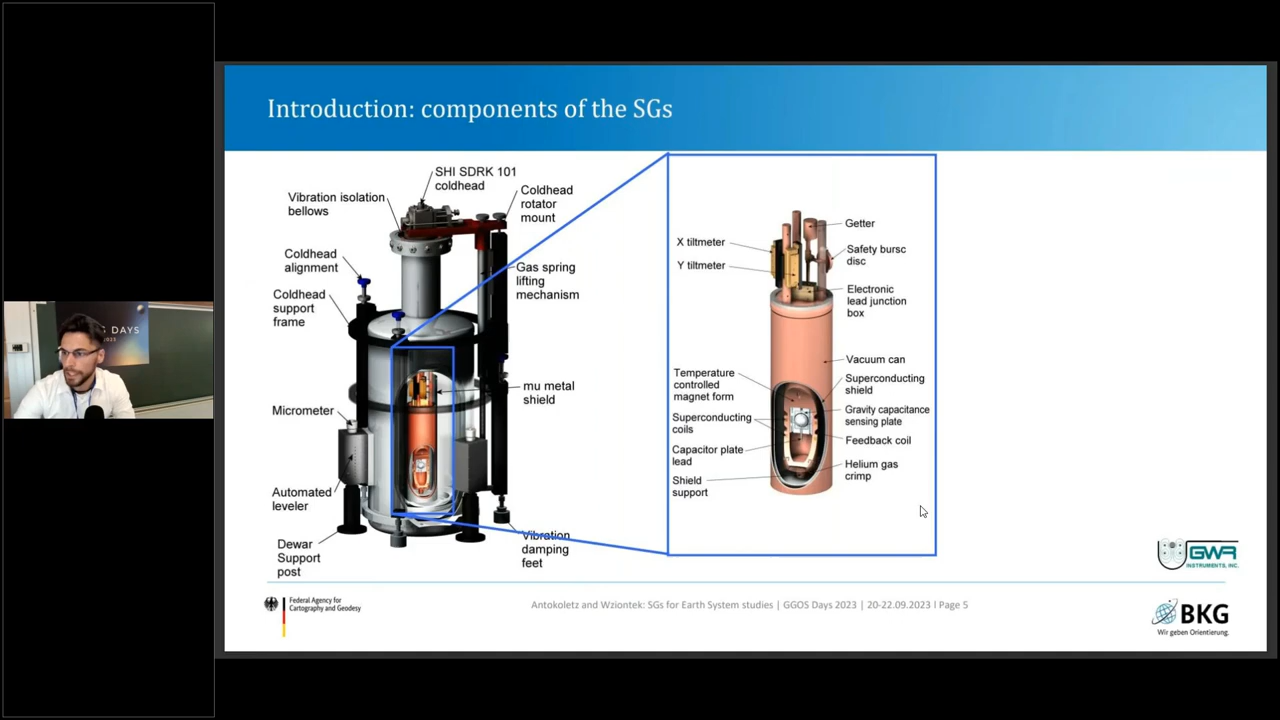 Introduction: components of the SGs
SHI SDRK 101
coldhead
Vibration isolation
bellows
Coldhead
rotator
mount
Coldhead
alignment
Gas spring
lifting
mechanism
Coldhead
support
frame
mu metal
shield
Micrometer
Automated
leveler
Vibration
damping
feet
Dewar
Support
post
Getter
X tiltmeter
Safety bursc
disc
Y tiltmeter
Electronic
lead junction
box
Vacuum can
Temperature
controlled
magnet form
Superconducting
shield
Gravity capacitance
sensing plate
Superconducting
coils
Feedback coil
Capacitor plate
lead
Helium gas
crimp
Shield
support
GWR
INSTRUMENTS, INC.
Federal Agency for
Cartography and Geodesy
Antokoletz and Wziontek: SGs for Earth System studies | GGOS Days 2023 | 20-22.09.2023 I Page 5
BKG
Wir geben Orientierung.
G DAYS